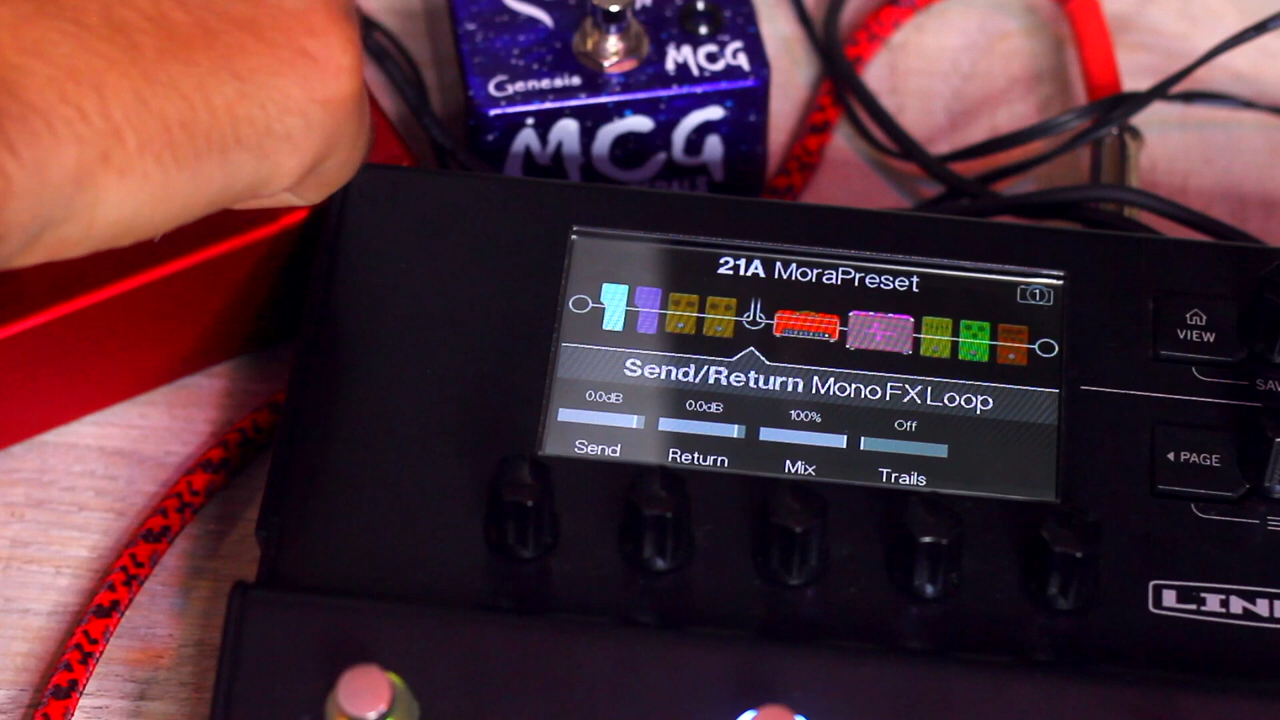 MCG
Genesis
MCG
21A MoraPreset
1
Send/Return Mono FX Loop
0.0dB
0.0dB
100%
Off
Send
Return
Mix
Trails
VIEW
PAGE